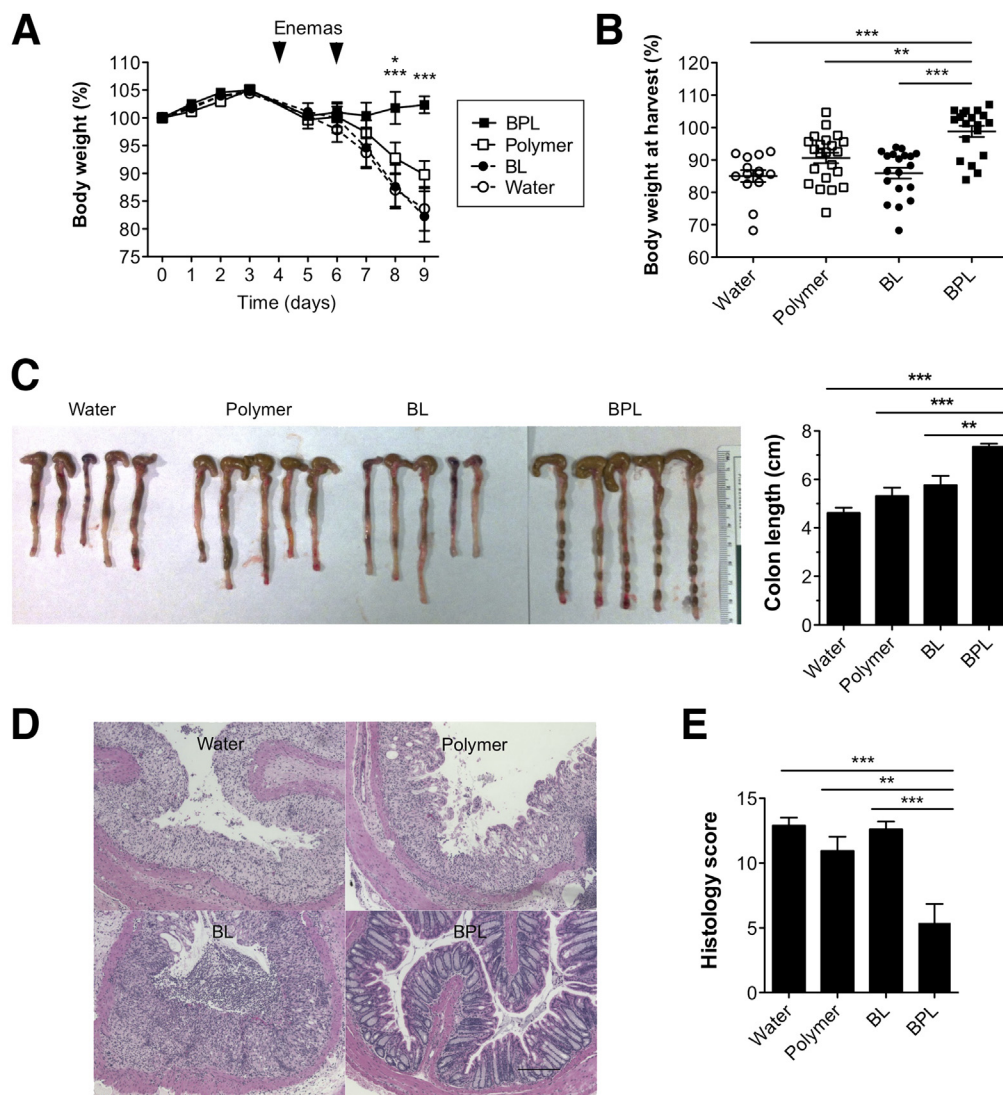 A
Enemas
*
*** ***
Body weight (%)
110
105
100
95
90
85
80
75
0 1 2 3 4 5 6 7 8 9
Time (days)
BPL
Polymer
BL
Water
B
***
**
***
Body weight at harvest (%)
120
110
100
90
80
70
60
Water Polymer BL BPL
C
Water Polymer BL BPL
***
***
**
Colon length (cm)
8
6
4
2
0
Water Polymer BL BPL
D
Water Polymer
BL BPL
E
***
**
***
Histology score
15
10
5
0
Water Polymer BL BPL